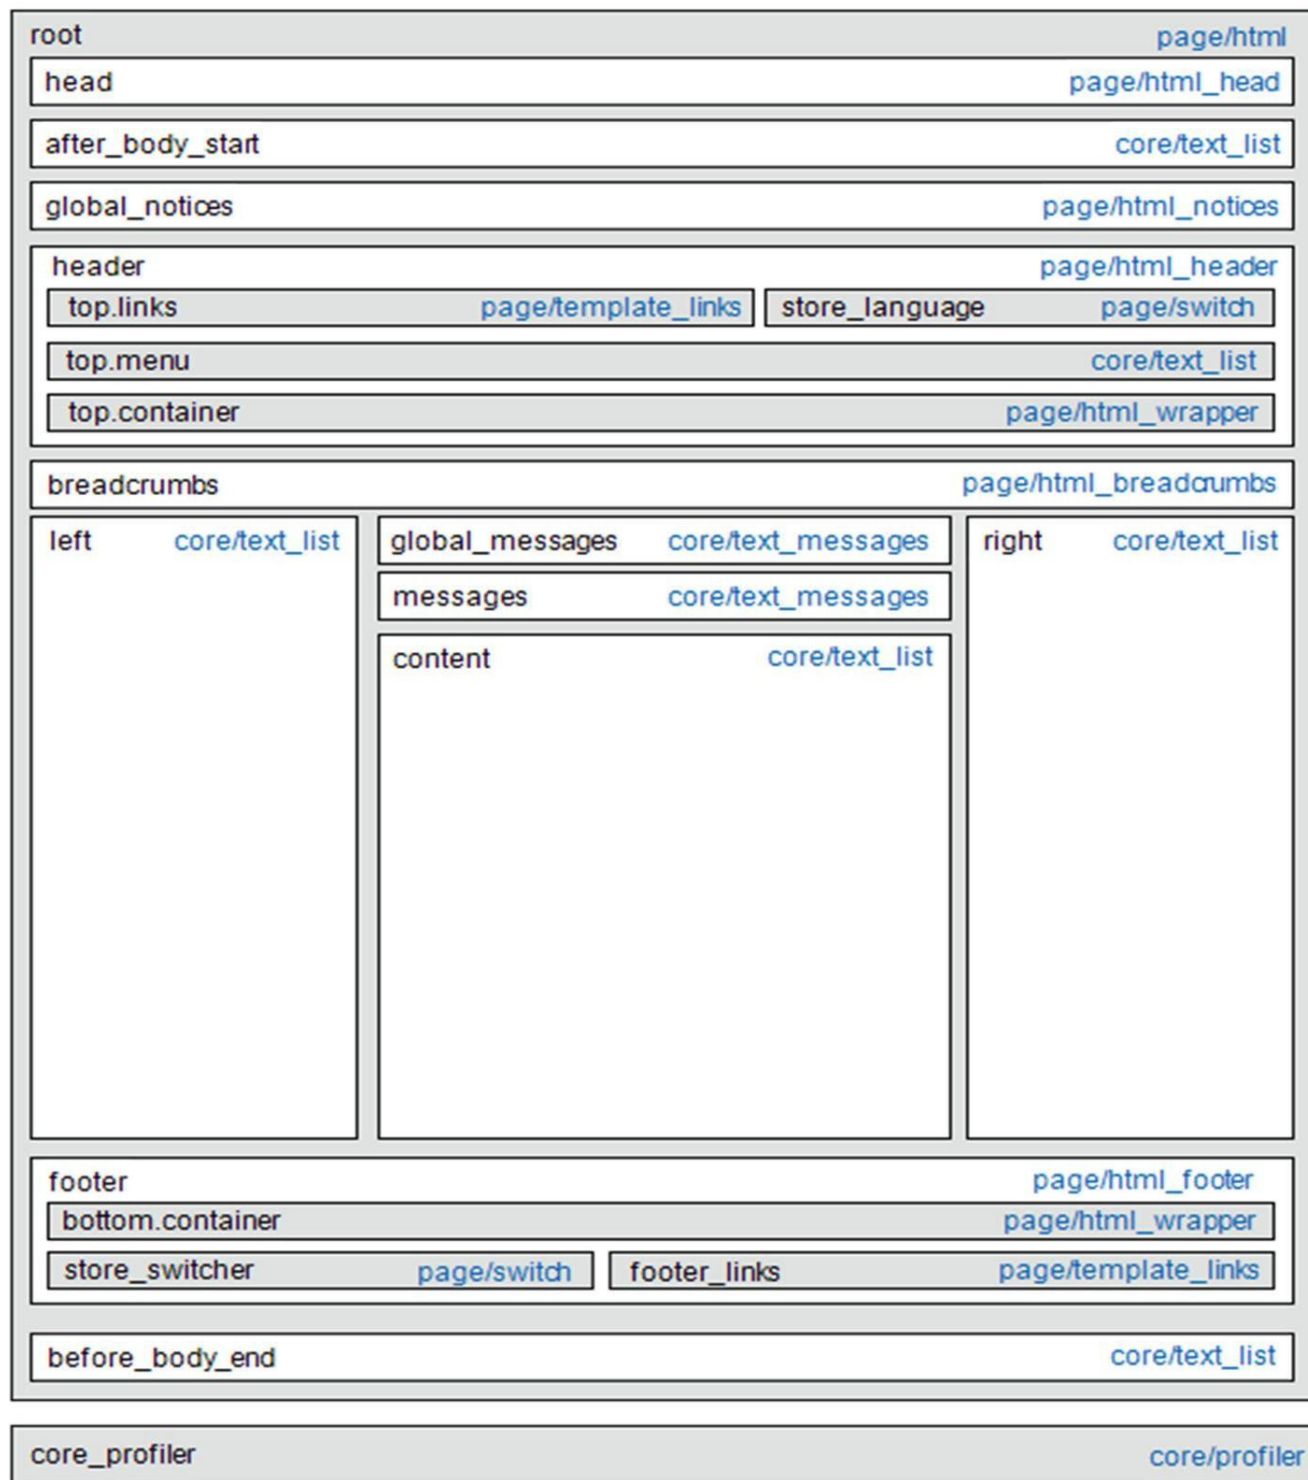 root page/html
head page/html_head
after_body_start core/text_list
global_notices page/html_notices
header page/html_header
top.links page/template_links store_language page/switch
top.menu core/text_list
top.container page/html_wrapper
breadcrumbs page/html_breadcrumbs
left core/text_list global_messages core/text_messages right core/text_list
messages core/text_messages
content core/text_list
footer page/html_footer
bottom.container page/html_wrapper
store_switcher page/switch footer_links page/template_links
before_body_end core/text_list
core_profiler core/profiler